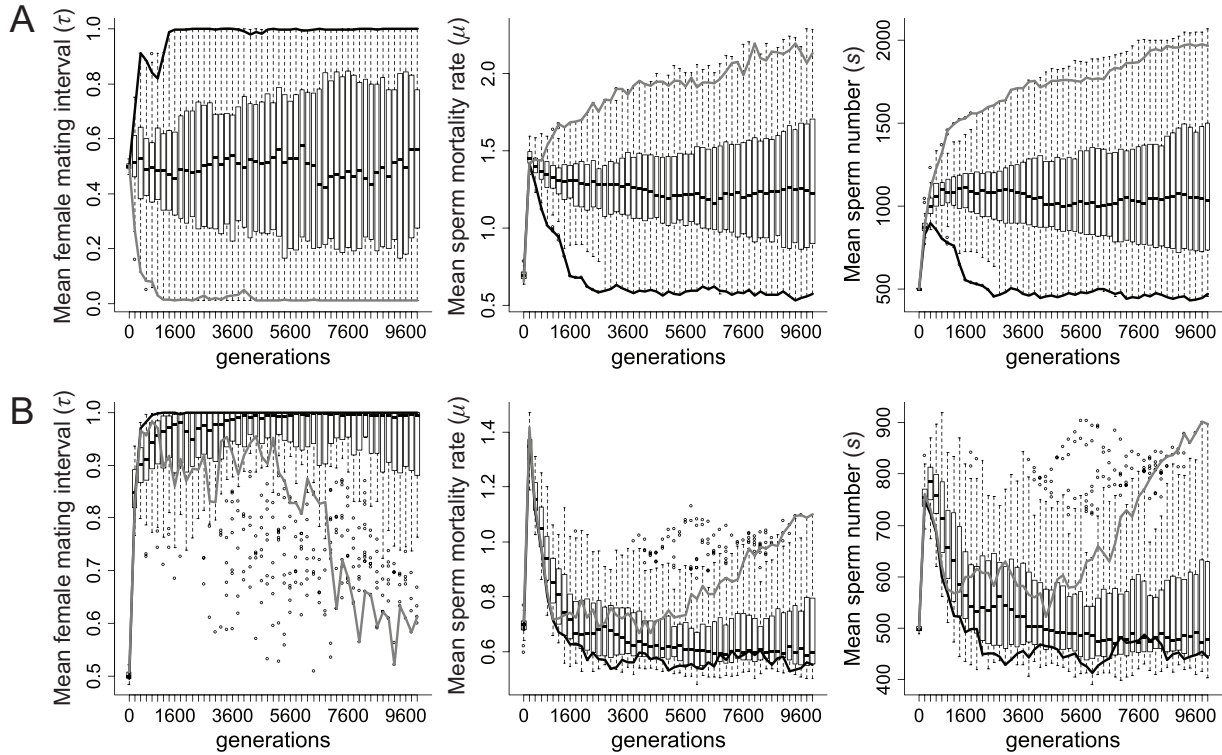 A
Mean female mating interval (τ)
1.0
0.8
0.6
0.4
0.2
0.0
0 1600 3600 5600 7600 9600
generations
Mean sperm mortality rate (μ)
2.0
1.5
1.0
0.5
0 1600 3600 5600 7600 9600
generations
Mean sperm number (s)
2000
1500
1000
500
0 1600 3600 5600 7600 9600
generations
B
Mean female mating interval (τ)
1.0
0.9
0.8
0.7
0.6
0.5
0 1600 3600 5600 7600 9600
generations
Mean sperm mortality rate (μ)
1.4
1.2
1.0
0.8
0.6
0 1600 3600 5600 7600 9600
generations
Mean sperm number (s)
900
800
700
600
500
400
0 1600 3600 5600 7600 9600
generations